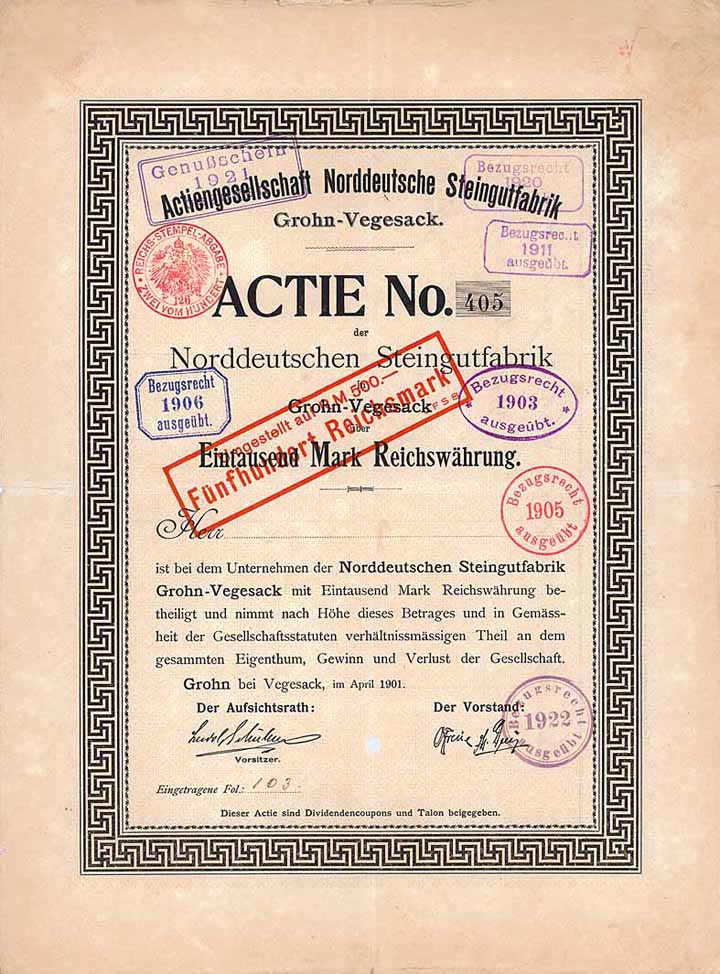 Genußschein
1921
Bezugsrecht
1920
Actiengesellschaft Norddeutsche Steingutfabrik
Grohn-Vegesack.
Bezugsrecht
1911
ausgeübt.
REICHS-STEMPEL-ABGABE
ZWEI VOM HUNDERT
126
ACTIE No. 405
der
Norddeutschen Steingutfabrik
in
Grohn-Vegesack
über
Eintausend Mark Reichswährung.
Bezugsrecht
1906
ausgeübt.
auf R.M. 500.—
Fünfhundert Reichsmark
Bezugsrecht
1903
ausgeübt.
Bezugsrecht
1905
ausgeübt
Herr
ist bei dem Unternehmen der Norddeutschen Steingutfabrik
Grohn-Vegesack mit Eintausend Mark Reichswährung be-
theiligt und nimmt nach Höhe dieses Betrages und in Gemäss-
heit der Gesellschaftsstatuten verhältnissmässigen Theil an dem
gesammten Eigenthum, Gewinn und Verlust der Gesellschaft.
Grohn bei Vegesack, im April 1901.
Der Aufsichtsrath: Der Vorstand:
Vorsitzer.
Bezugsrecht
1922
ausgeübt
Eingetragene Fol.: 103.
Dieser Actie sind Dividendencoupons und Talon beigegeben.